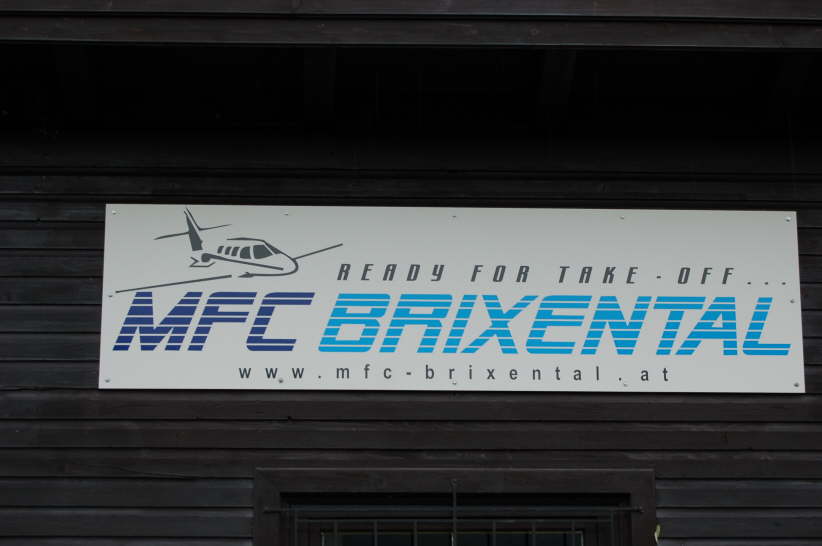 READY FOR TAKE-OFF...
MFC BRIXENTAL
www.mfc-brixental.at